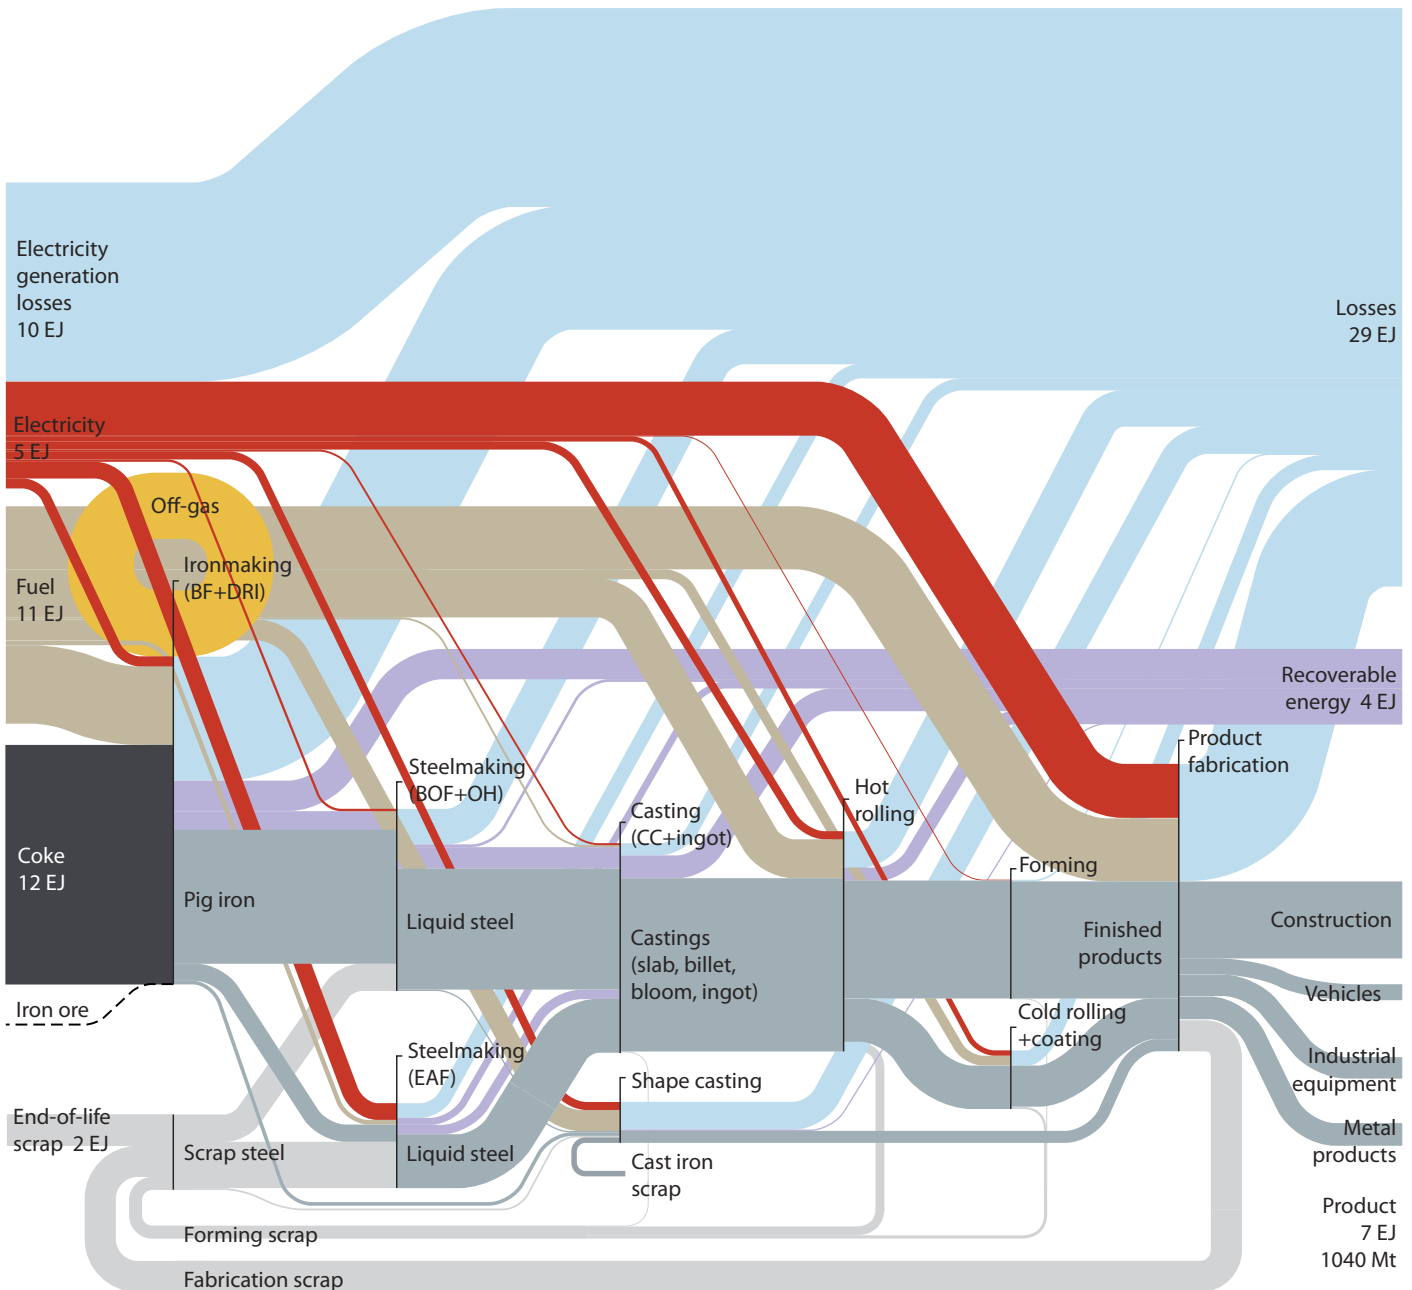 Electricity
generation
losses
10 EJ
Losses
29 EJ
Electricity
5 EJ
Off-gas
Ironmaking
(BF+DRI)
Fuel
11 EJ
Recoverable
energy 4 EJ
Product
fabrication
Steelmaking
(BOF+OH)
Hot
rolling
Casting
(CC+ingot)
Coke
12 EJ
Forming
Pig iron
Liquid steel
Castings
(slab, billet,
bloom, ingot)
Finished
products
Construction
Vehicles
Iron ore
Cold rolling
+coating
Steelmaking
(EAF)
Industrial
equipment
Shape casting
End-of-life
scrap 2 EJ
Scrap steel
Liquid steel
Metal
products
Cast iron
scrap
Forming scrap
Product
7 EJ
1040 Mt
Fabrication scrap